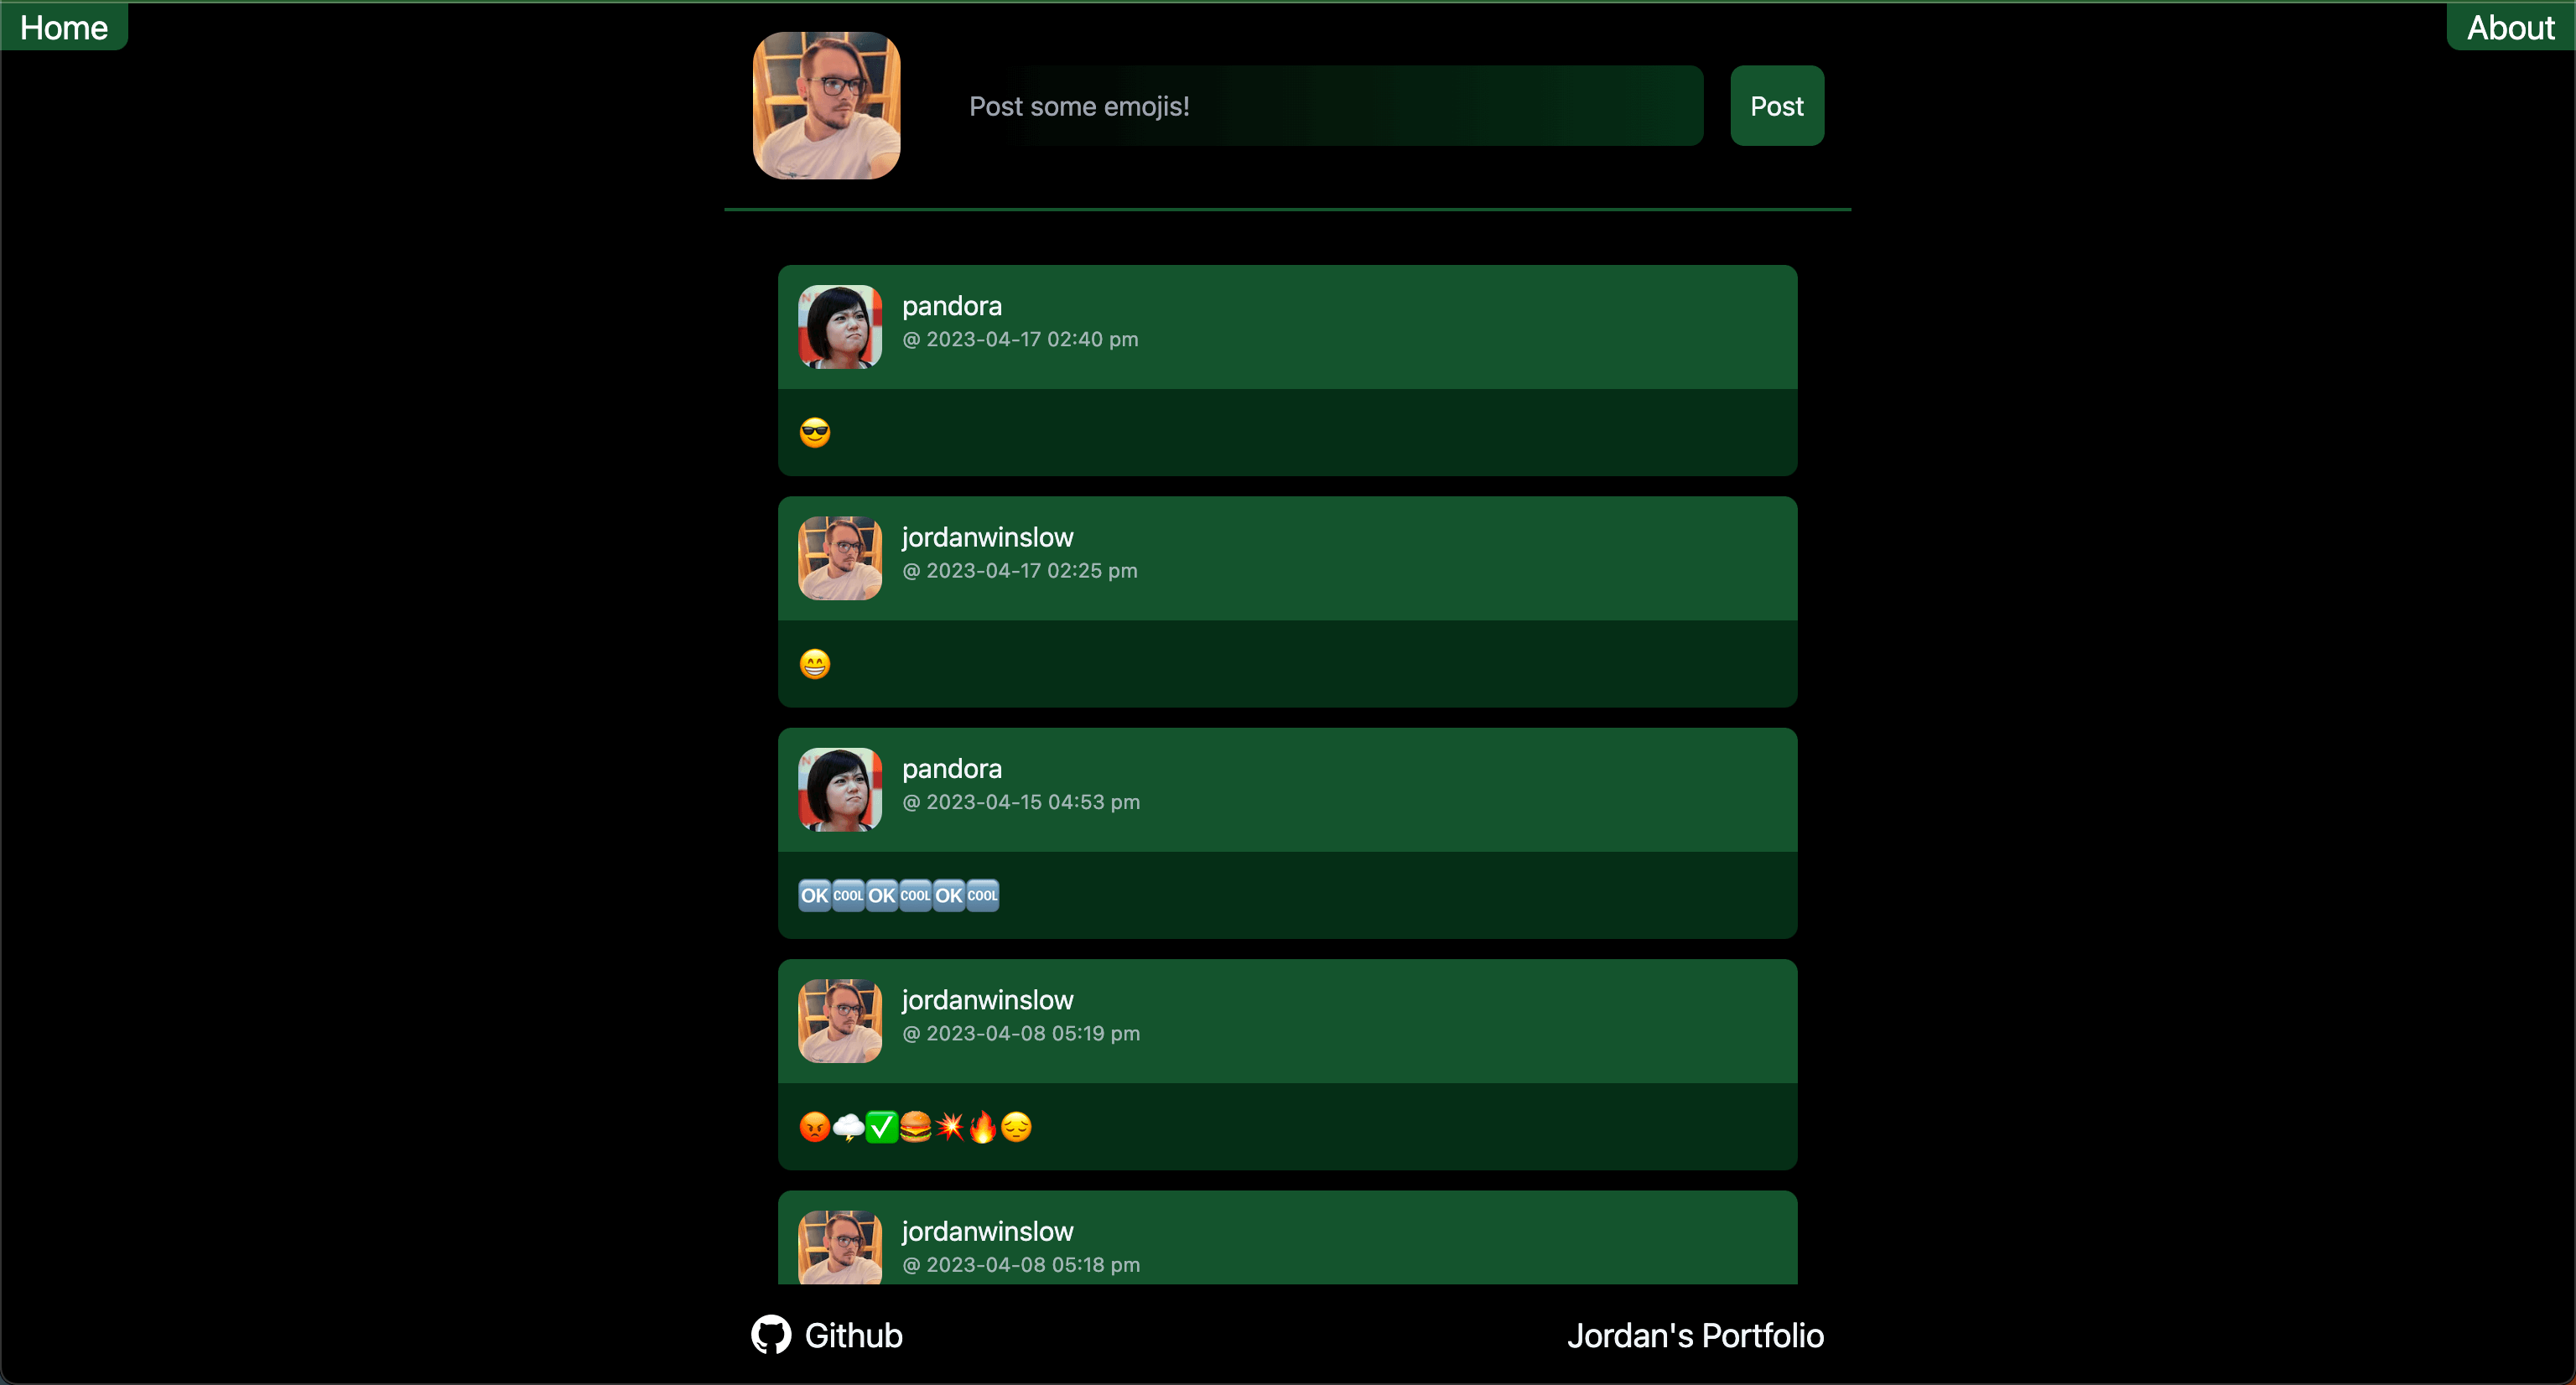 Home
About
Post some emojis!
Post
pandora
@ 2023-04-17 02:40 pm
😎
jordanwinslow
@ 2023-04-17 02:25 pm
😁
pandora
@ 2023-04-15 04:53 pm
🆗🆒🆗🆒🆗🆒
jordanwinslow
@ 2023-04-08 05:19 pm
😡🌩️✅🍔💥🔥😔
jordanwinslow
@ 2023-04-08 05:18 pm
Github
Jordan's Portfolio